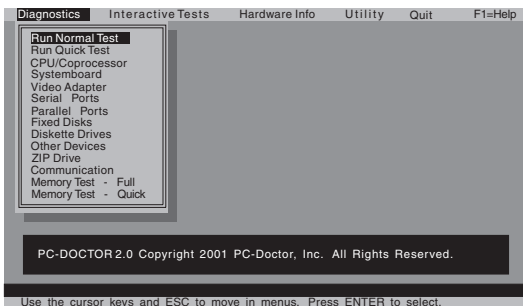 Diagnostics Interactive Tests Hardware Info Utility Quit F1=Help
Run Normal Test
Run Quick Test
CPU/Coprocessor
Systemboard
Video Adapter
Serial Ports
Parallel Ports
Fixed Disks
Diskette Drives
Other Devices
ZIP Drive
Communication
Memory Test - Full
Memory Test - Quick
PC-DOCTOR 2.0 Copyright 2001 PC-Doctor, Inc. All Rights Reserved.
Use the cursor keys and ESC to move in menus. Press ENTER to select.